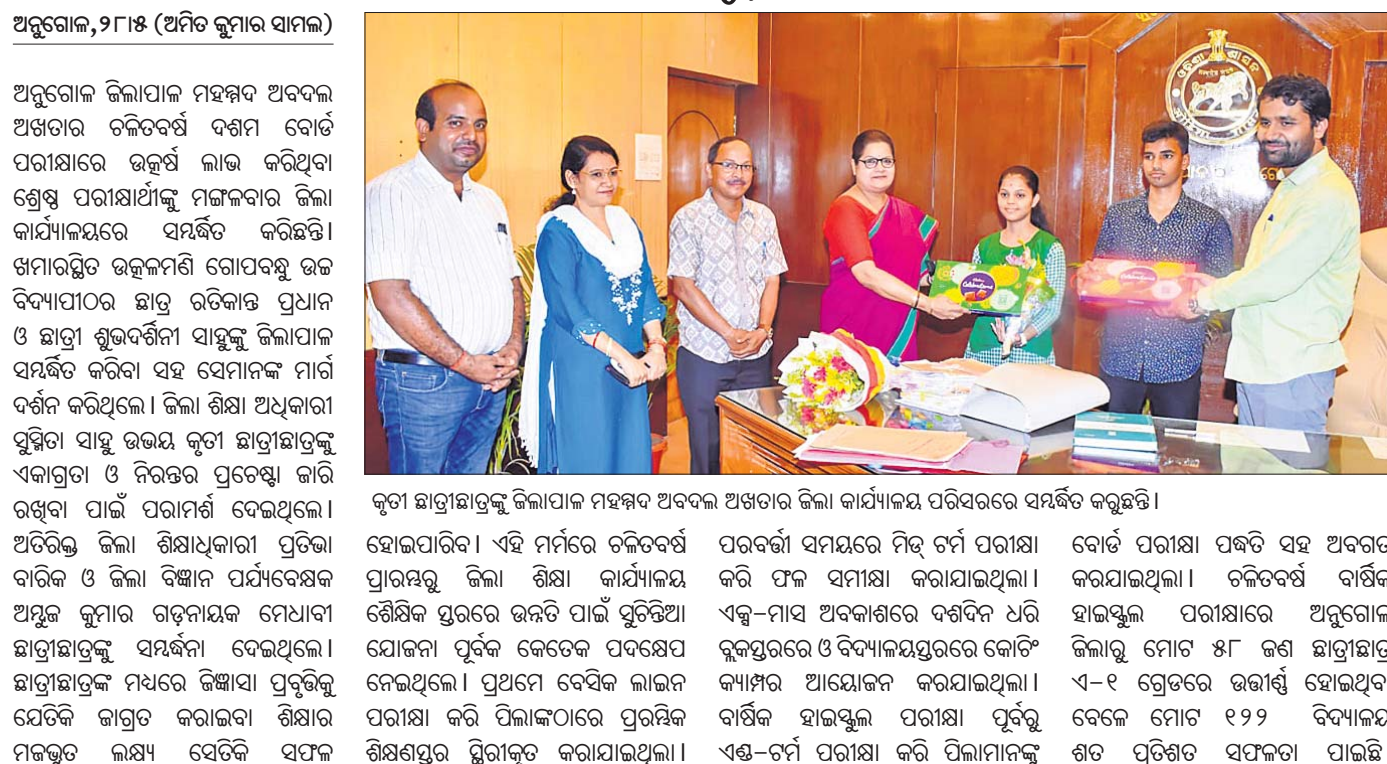 ଅନୁଗୋଳ,୨୮।୫ (ଅମିତ କୁମାର ସାମଲ)
ଅନୁଗୋଳ ଜିଲାପାଳ ମହମ୍ମଦ ଅବଦଲ
ଅଖତାର ଚଳିତବର୍ଷ ଦଶମ ବୋର୍ଡ
ପରୀକ୍ଷାରେ ଉତ୍କର୍ଷ ଲାଭ କରିଥିବା
ଶ୍ରେଷ୍ଠ ପରୀକ୍ଷାର୍ଥୀଙ୍କୁ ମଙ୍ଗଳବାର ଜିଲା
କାର୍ଯ୍ୟାଳୟରେ ସମ୍ବର୍ଦ୍ଧିତ କରିଛନ୍ତି।
ଖମାରସ୍ଥିତ ଉତ୍କଳମଣି ଗୋପବନ୍ଧୁ ଉଚ୍ଚ
ବିଦ୍ୟାପୀଠର ଛାତ୍ର ରତିକାନ୍ତ ପ୍ରଧାନ
ଓ ଛାତ୍ରୀ ଶୁଭଦର୍ଶିନୀ ସାହୁଙ୍କୁ ଜିଲାପାଳ
ସମ୍ବର୍ଦ୍ଧିତ କରିବା ସହ ସେମାନଙ୍କ ମାର୍ଗ
ଦର୍ଶନ କରିଥିଲେ। ଜିଲା ଶିକ୍ଷା ଅଧିକାରୀ
ସୁସ୍ମିତା ସାହୁ ଉଭୟ କୃତୀ ଛାତ୍ରୀଛାତ୍ରଙ୍କୁ
ଏକାଗ୍ରତା ଓ ନିରନ୍ତର ପ୍ରଚେଷ୍ଟା ଜାରି
ରଖିବା ପାଇଁ ପରାମର୍ଶ ଦେଇଥିଲେ।
ଅତିରିକ୍ତ ଜିଲା ଶିକ୍ଷାଧିକାରୀ ପ୍ରତିଭା
ବାରିକ ଓ ଜିଲା ବିଜ୍ଞାନ ପର୍ଯ୍ୟବେକ୍ଷକ
ଅମ୍ବୁଜ କୁମାର ଗଡ଼ନାୟକ ମେଧାବୀ
ଛାତ୍ରୀଛାତ୍ରଙ୍କୁ ସମ୍ବର୍ଦ୍ଧନା ଦେଇଥିଲେ।
ଛାତ୍ରୀଛାତ୍ରଙ୍କ ମଧ୍ୟରେ ଜିଜ୍ଞାସା ପ୍ରବୃତ୍ତିକୁ
ଯେତିକି ଜାଗ୍ରତ କରାଇବା ଶିକ୍ଷାର
ମଜଭୁତ ଲକ୍ଷ୍ୟ ସେତିକି ସଫଳ
କୃତୀ ଛାତ୍ରୀଛାତ୍ରଙ୍କୁ ଜିଲାପାଳ ମହମ୍ମଦ ଅବଦଲ ଅଖତାର ଜିଲା କାର୍ଯ୍ୟାଳୟ ପରିସରରେ ସମ୍ବର୍ଦ୍ଧିତ କରୁଛନ୍ତି।
ହୋଇପାରିବ। ଏହି ମର୍ମରେ ଚଳିତବର୍ଷ
ପ୍ରାରମ୍ଭରୁ ଜିଲା ଶିକ୍ଷା କାର୍ଯ୍ୟାଳୟ
ଶୈକ୍ଷିକ ସ୍ତରରେ ଉନ୍ନତି ପାଇଁ ସୁଚିନ୍ତିଆ
ଯୋଜନା ପୂର୍ବକ କେତେକ ପଦକ୍ଷେପ
ନେଇଥିଲେ। ପ୍ରଥମେ ବେସିକ ଲାଇନ
ପରୀକ୍ଷା କରି ପିଲାଙ୍କଠାରେ ପ୍ରରମ୍ଭିକ
ଶିକ୍ଷଣସ୍ତର ସ୍ଥିରୀକୃତ କରାଯାଇଥିଲା।
ପରବର୍ତ୍ତୀ ସମୟରେ ମିଡ୍ ଟର୍ମ ପରୀକ୍ଷା
କରି ଫଳ ସମୀକ୍ଷା କରାଯାଇଥିଲା।
ଏକ୍ସ-ମାସ ଅବକାଶରେ ଦଶଦିନ ଧରି
ବ୍ଲକସ୍ତରରେ ଓ ବିଦ୍ୟାଳୟସ୍ତରରେ କୋଚିଂ
କ୍ୟାମ୍ପର ଆୟୋଜନ କରଯାଇଥିଲା।
ବାର୍ଷିକ ହାଇସ୍କୁଲ ପରୀକ୍ଷା ପୂର୍ବରୁ
ଏଣ୍ଡ-ଟର୍ମ ପରୀକ୍ଷା କରି ପିଲାମାନଙ୍କୁ
ବୋର୍ଡ ପରୀକ୍ଷା ପଦ୍ଧତି ସହ ଅବଗତ
କରଯାଇଥିଲା। ଚଳିତବର୍ଷ ବାର୍ଷିକ
ହାଇସ୍କୁଲ ପରୀକ୍ଷାରେ ଅନୁଗୋଳ
ଜିଲାରୁ ମୋଟ ୫୮ ଜଣ ଛାତ୍ରୀଛାତ୍ର
ଏ-୧ ଗ୍ରେଡରେ ଉତ୍ତୀର୍ଣ୍ଣ ହୋଇଥିବା
ବେଳେ ମୋଟ ୧୨୨ ବିଦ୍ୟାଳୟ
ଶତ ପ୍ରତିଶତ ସଫଳତା ପାଇଛି